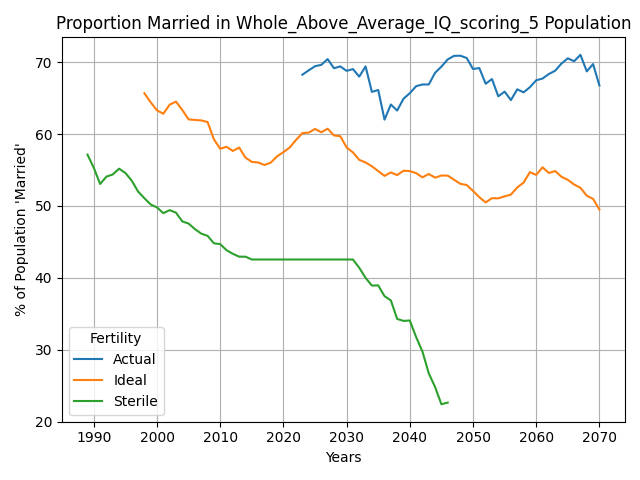 Proportion Married in Whole_Above_Average_IQ_scoring_5 Population
% of Population 'Married'
70
60
50
40
30
20
Fertility
Actual
Ideal
Sterile
1990 2000 2010 2020 2030 2040 2050 2060 2070
Years